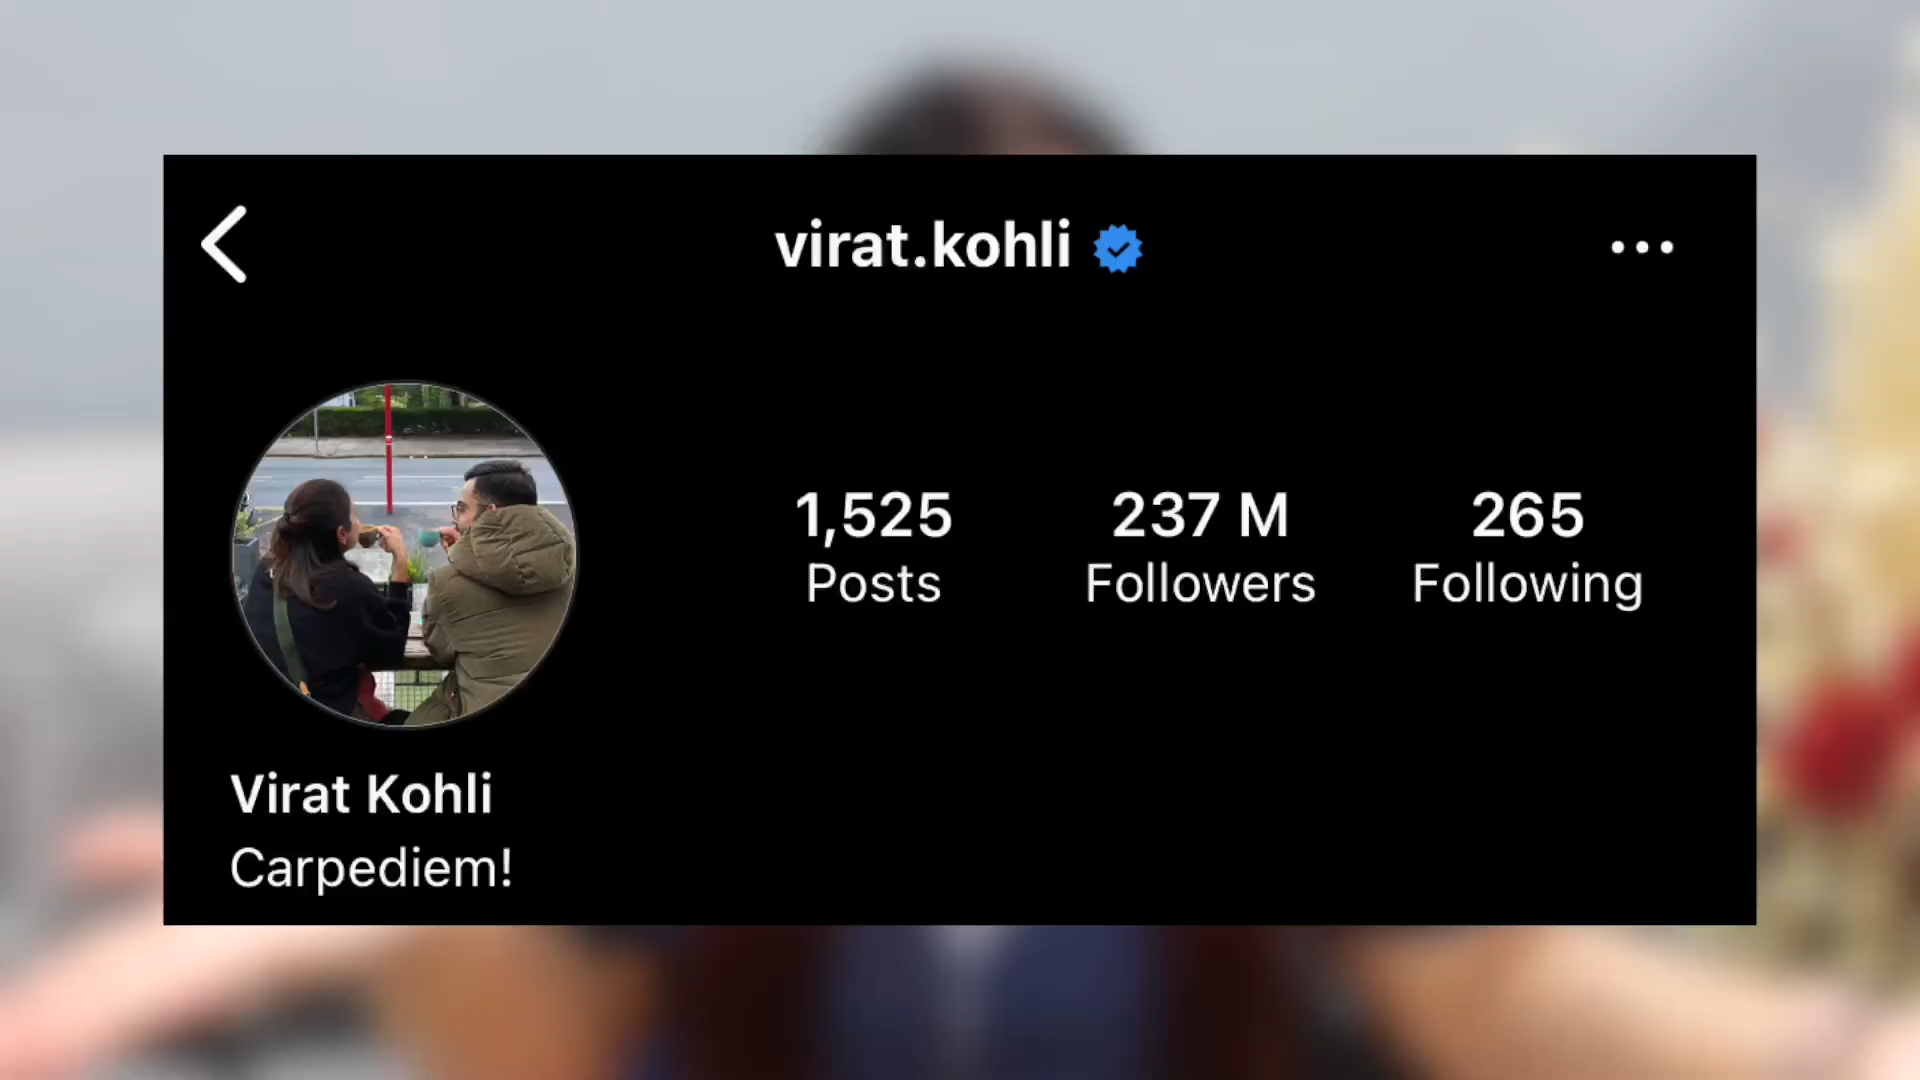 virat.kohli
1,525 237 M 265
Posts Followers Following
Virat Kohli
Carpediem!